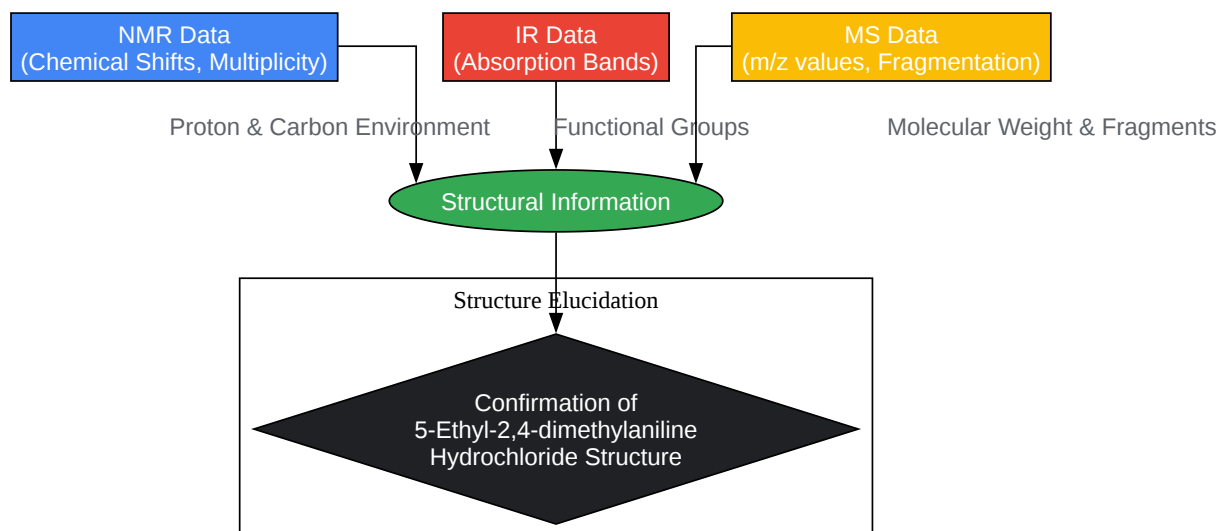 NMR Data
(Chemical Shifts, Multiplicity)
IR Data
(Absorption Bands)
MS Data
(m/z values, Fragmentation)
Proton & Carbon Environment
Functional Groups
Molecular Weight & Fragments
Structural Information
Structure Elucidation
Confirmation of
5-Ethyl-2,4-dimethylaniline
Hydrochloride Structure